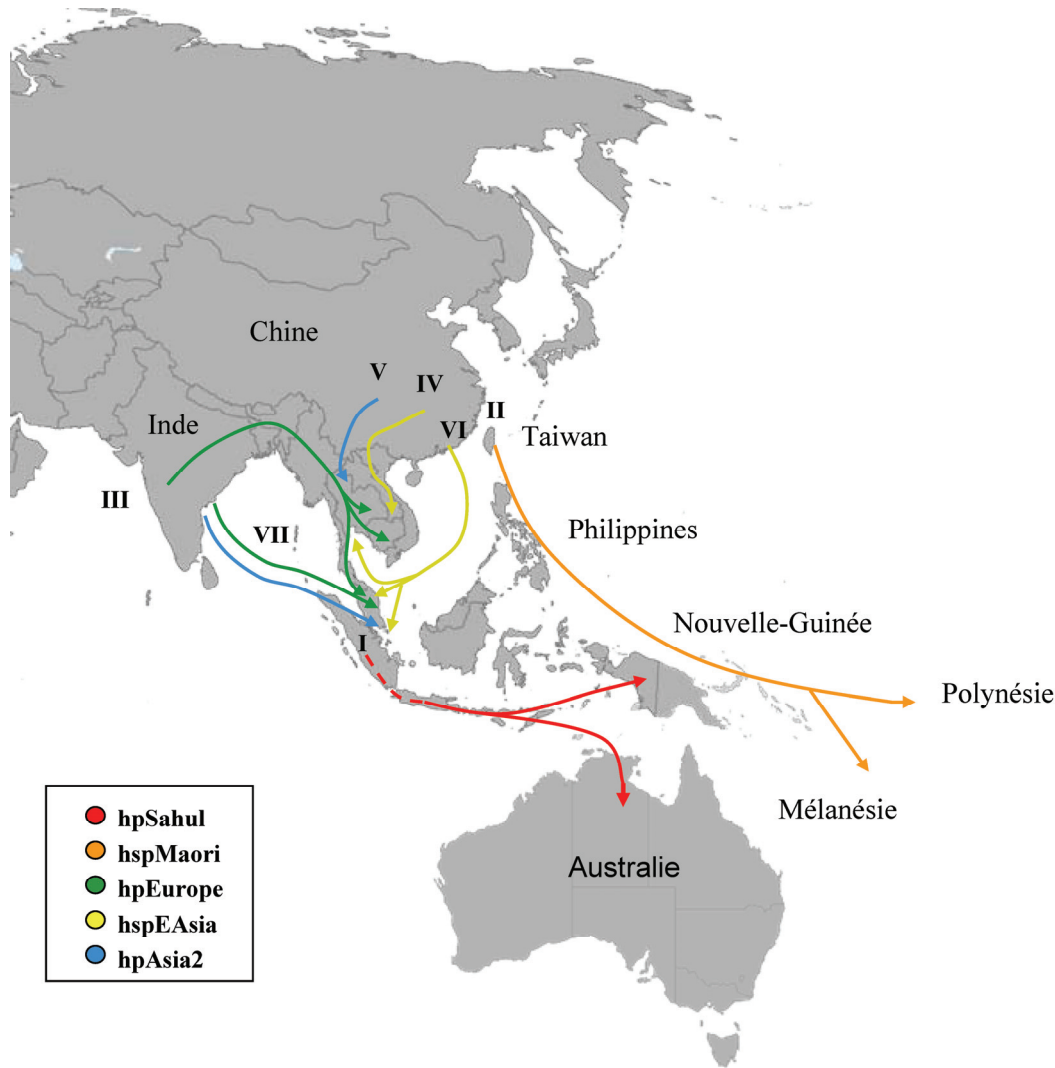 Chine
V
IV
II
Inde
VI
Taiwan
III
VII
Philippines
Nouvelle-Guinée
I
Polynésie
Mélanésie
Australie
hpSahul
hspMaori
hpEurope
hspEAsia
hpAsia2